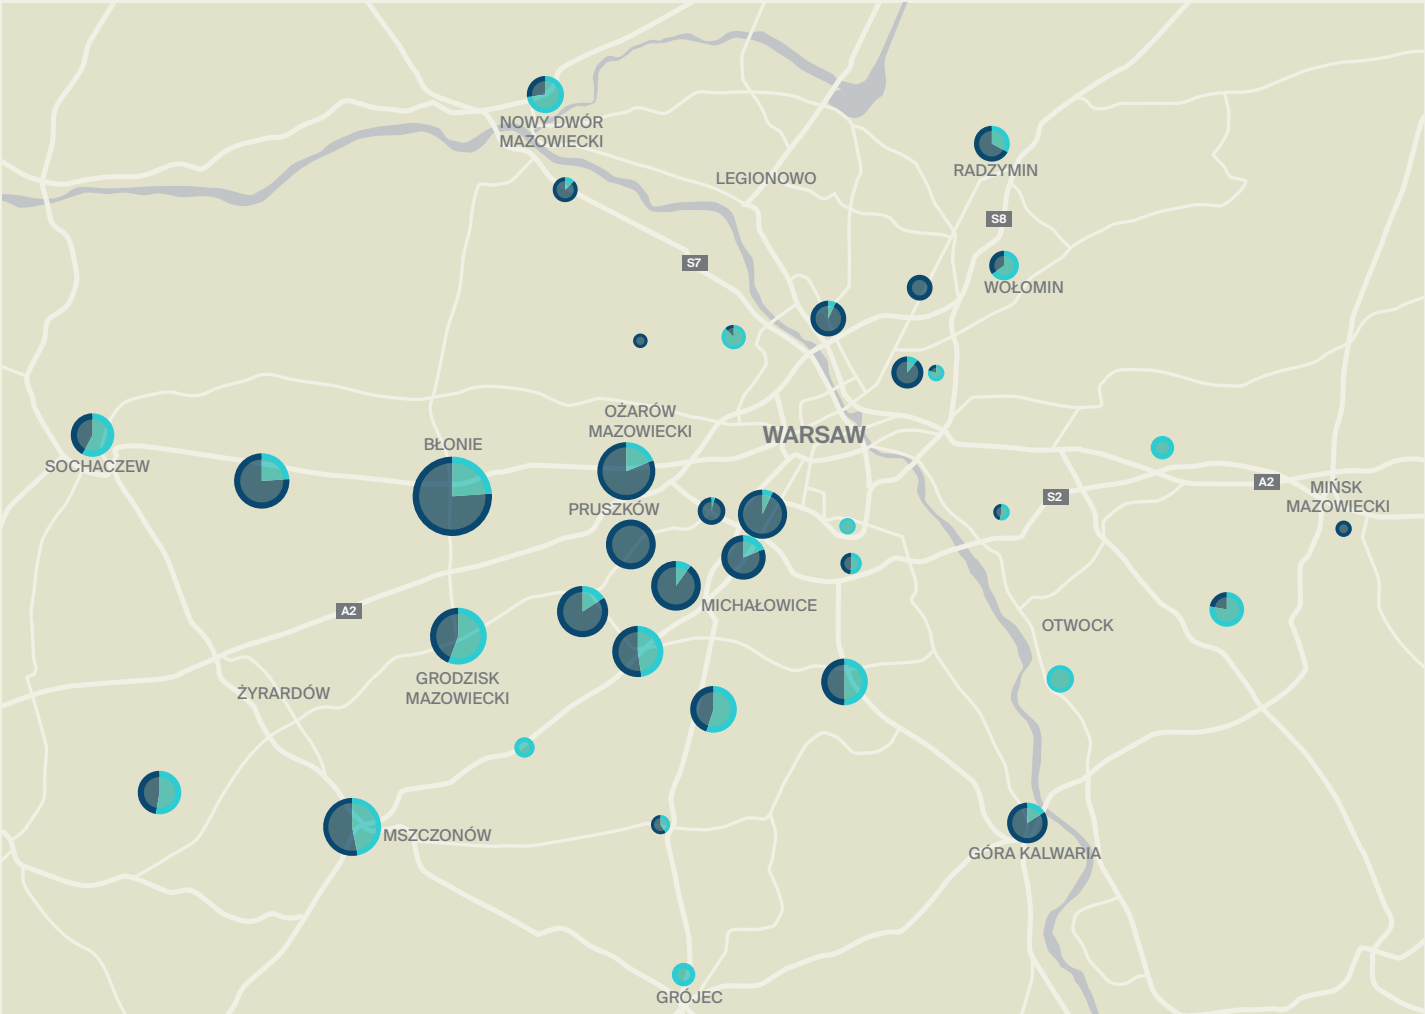 NOWY DWÓR
MAZOWIECKI
LEGIONOWO
RADZYMIN
S8
S7
WOŁOMIN
OŻARÓW
MAZOWIECKI
WARSAW
BŁONIE
SOCHACZEW
PRUSZKÓW
A2
S2
MIŃSK
MAZOWIECKI
A2
MICHAŁOWICE
OTWOCK
GRODZISK
MAZOWIECKI
ŻYRARDÓW
MSZCZONÓW
GÓRA KALWARIA
GRÓJEC